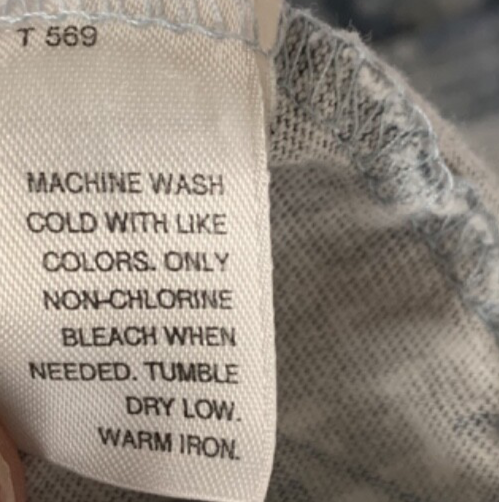 T 569
MACHINE WASH
COLD WITH LIKE
COLORS. ONLY
NON-CHLORINE
BLEACH WHEN
NEEDED. TUMBLE
DRY LOW.
WARM IRON.